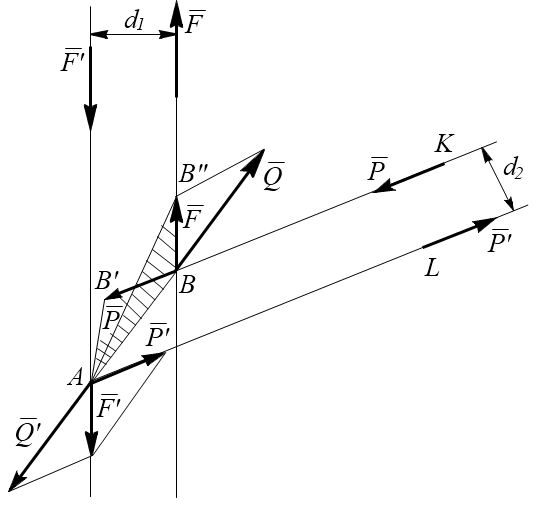 d₁
F̅
F̅′
K
B″
Q̅
P̅
d₂
F̅
P̅′
B′
B
L
P̅
P̅′
A
F̅′
Q̅′